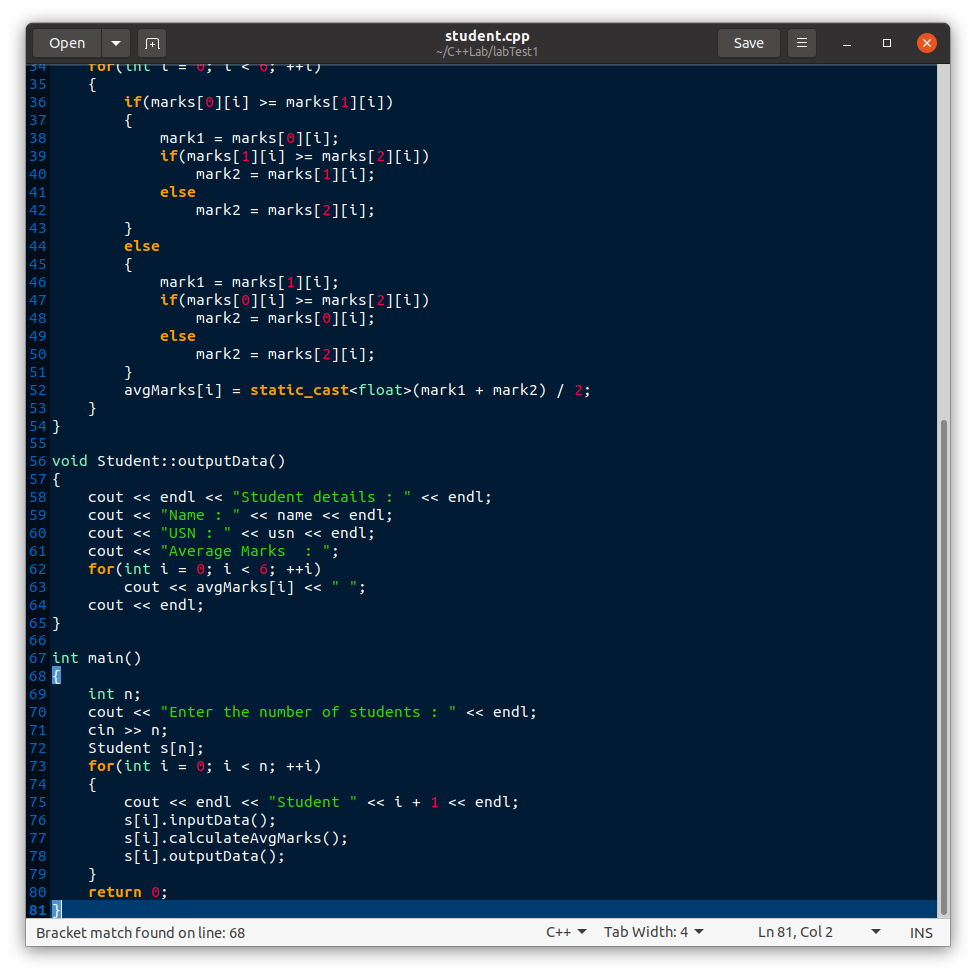 Open
student.cpp
~/C++Lab/labTest1
Save
34     for(int i = 0; i < 6; ++i)
35     {
36         if(marks[0][i] >= marks[1][i])
37         {
38             mark1 = marks[0][i];
39             if(marks[1][i] >= marks[2][i])
40                 mark2 = marks[1][i];
41             else
42                 mark2 = marks[2][i];
43         }
44         else
45         {
46             mark1 = marks[1][i];
47             if(marks[0][i] >= marks[2][i])
48                 mark2 = marks[0][i];
49             else
50                 mark2 = marks[2][i];
51         }
52         avgMarks[i] = static_cast<float>(mark1 + mark2) / 2;
53     }
54 }
55
56 void Student::outputData()
57 {
58     cout << endl << "Student details : " << endl;
59     cout << "Name : " << name << endl;
60     cout << "USN : " << usn << endl;
61     cout << "Average Marks  : ";
62     for(int i = 0; i < 6; ++i)
63         cout << avgMarks[i] << " ";
64     cout << endl;
65 }
66
67 int main()
68 {
69     int n;
70     cout << "Enter the number of students : " << endl;
71     cin >> n;
72     Student s[n];
73     for(int i = 0; i < n; ++i)
74     {
75         cout << endl << "Student " << i + 1 << endl;
76         s[i].inputData();
77         s[i].calculateAvgMarks();
78         s[i].outputData();
79     }
80     return 0;
81 }
Bracket match found on line: 68
C++
Tab Width: 4
Ln 81, Col 2
INS